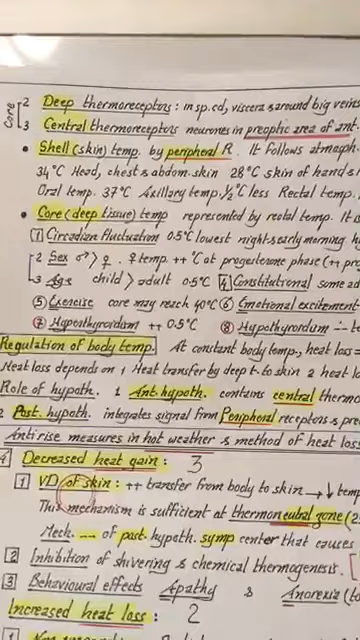 Core
2 Deep thermoreceptors : in sp.cd, viscera & around big veins
3 Central thermoreceptors neurones in preoptic area of ant.
• Shell (skin) temp. by peripheral R. It follows atmosph
34°C Head, chest & abdom. skin 28°C skin of hand &
Oral temp. 37°C Axillary temp. ½°C less Rectal temp.
• Core (deep tissue) temp represented by rectal temp. It
1 Circadian fluctuation 0.5°C lowest night & early morning
2 Sex ♂ > ♀. ♀ temp. ++ °C at progesterone phase (++ pro
3 Age child > adult 0.5°C 4 Constitutional some ad
5 Exercise core may reach 40°C 6 Emotional excitement
7 Hyperthyroidism ++ 0.5°C 8 Hypothyroidism
Regulation of body temp. At constant body temp., heat loss =
Heat loss depends on 1 Heat transfer by deep t. to skin 2 heat
Role of hypoth. 1 Ant. hypoth. contains central thermo
2 Post. hypoth. integrates signal from Peripheral receptors & pre
Anti rise measures in hot weather & method of heat loss
Decreased heat gain : 3
1 VD of skin : ++ transfer from body to skin → ↓ temp
This mechanism is sufficient at thermoneutral zone (2
Mech. --- of post. hypoth. symp center that causes
2 Inhibition of shivering & chemical thermogenesis.
3 Behavioural effects Apathy & Anorexia (to
Increased heat loss : 2
1